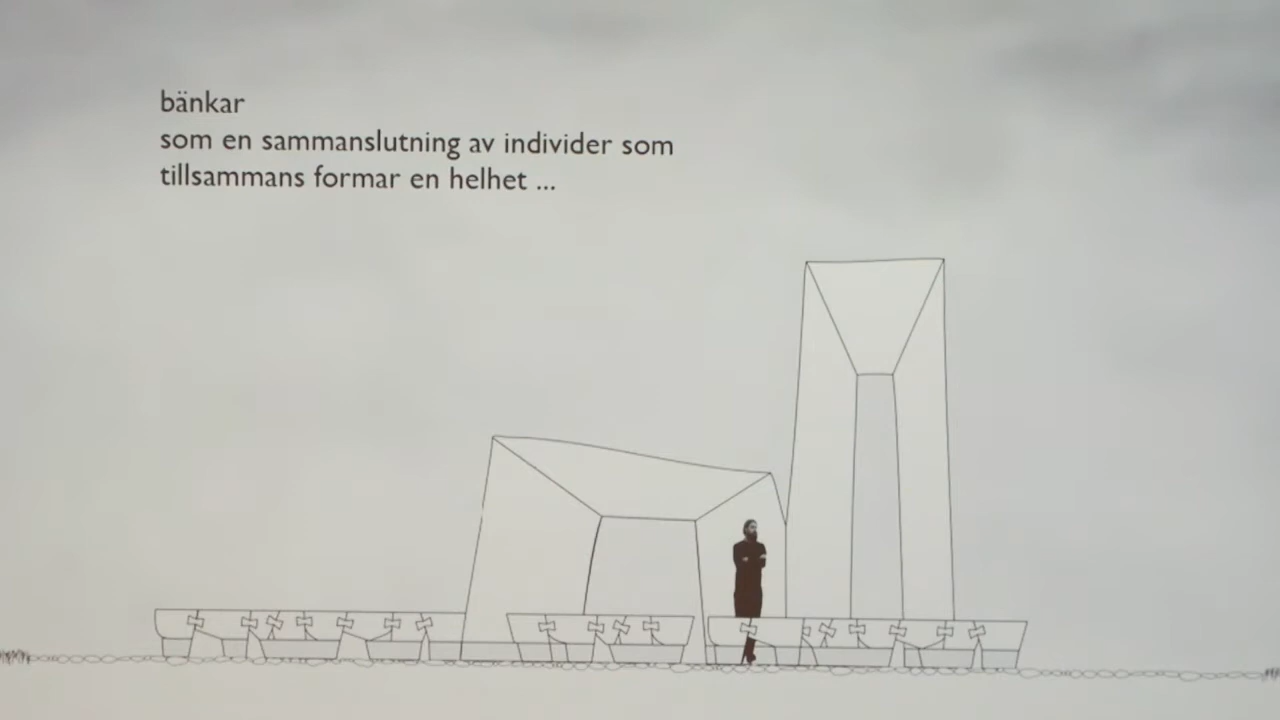 bänkar
som en sammanslutning av individer som
tillsammans formar en helhet ...